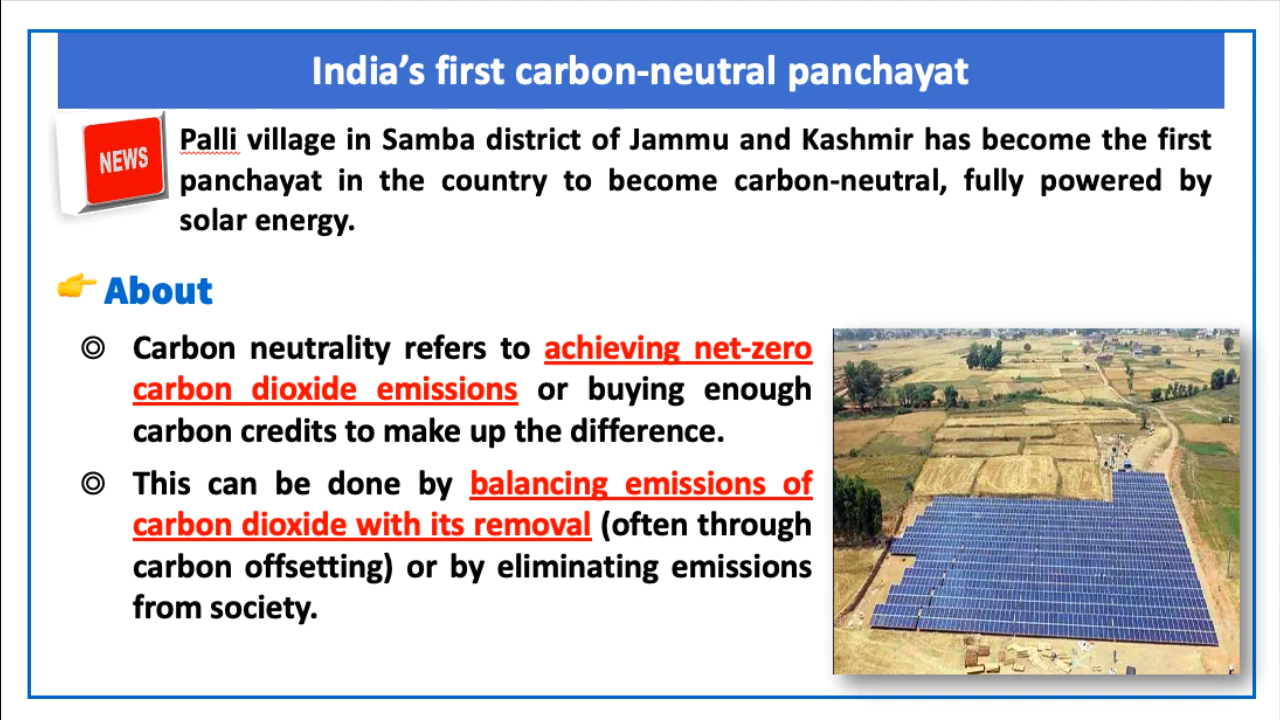 India’s first carbon-neutral panchayat
NEWS
Palli village in Samba district of Jammu and Kashmir has become the first
panchayat in the country to become carbon-neutral, fully powered by
solar energy.
About
Carbon neutrality refers to achieving net-zero
carbon dioxide emissions or buying enough
carbon credits to make up the difference.
This can be done by balancing emissions of
carbon dioxide with its removal (often through
carbon offsetting) or by eliminating emissions
from society.